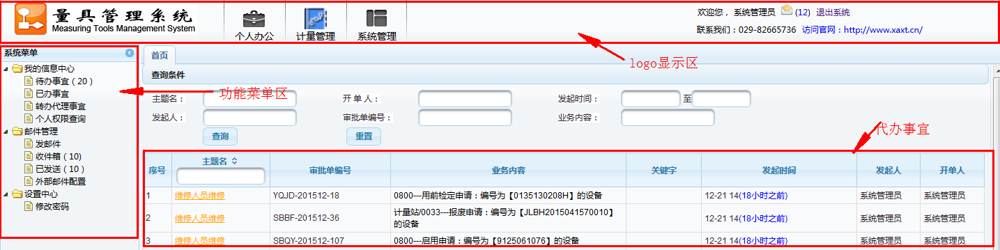 量具管理系统
Measuring Tools Management System
个人办公
计量管理
系统管理
欢迎您， 系统管理员 (12) 退出系统
联系我们：029-82665736 访问官网：http://www.xaxt.cn/
logo显示区
系统菜单
我的信息中心
待办事宜（20 ）
已办事宜
转办代理事宜
个人权限查询
邮件管理
发邮件
收件箱（10)
已发送（10 ）
外部邮件配置
设置中心
修改密码
功能菜单区
首页
查询条件
主题名： 开 单 人： 发起时间： 至
发起人： 审批单编号： 业务内容：
查询 重置
代办事宜
序号 主题名 审批单编号 业务内容 关键字 发起时间 发起人 开单人
1 维修人员维修 YQJD-201512-18 0800---用前检定申请：编号为【0135130208H】的设备 12-21 14(18小时之前) 系统管理员 系统管理员
2 维修人员维修 SBBF-201512-36 计量站/0033---报废申请：编号为【JLBH2015041570010】的设备 12-21 14(18小时之前) 系统管理员 系统管理员
3 维修人员维修 SBQY-201512-107 0800---启用申请：编号为【9125061076】的设备 12-21 14(18小时之前) 系统管理员 系统管理员